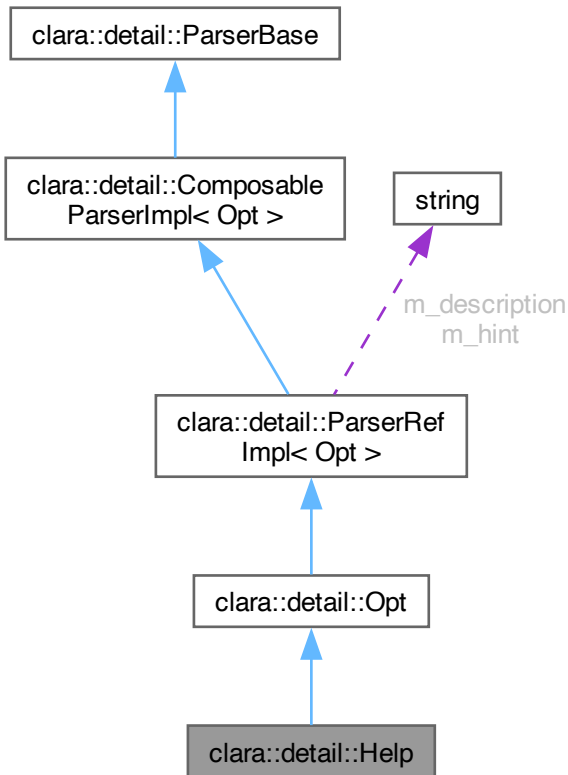 clara::detail::ParserBase
clara::detail::Composable
ParserImpl< Opt >
string
m_description
m_hint
clara::detail::ParserRef
Impl< Opt >
clara::detail::Opt
clara::detail::Help